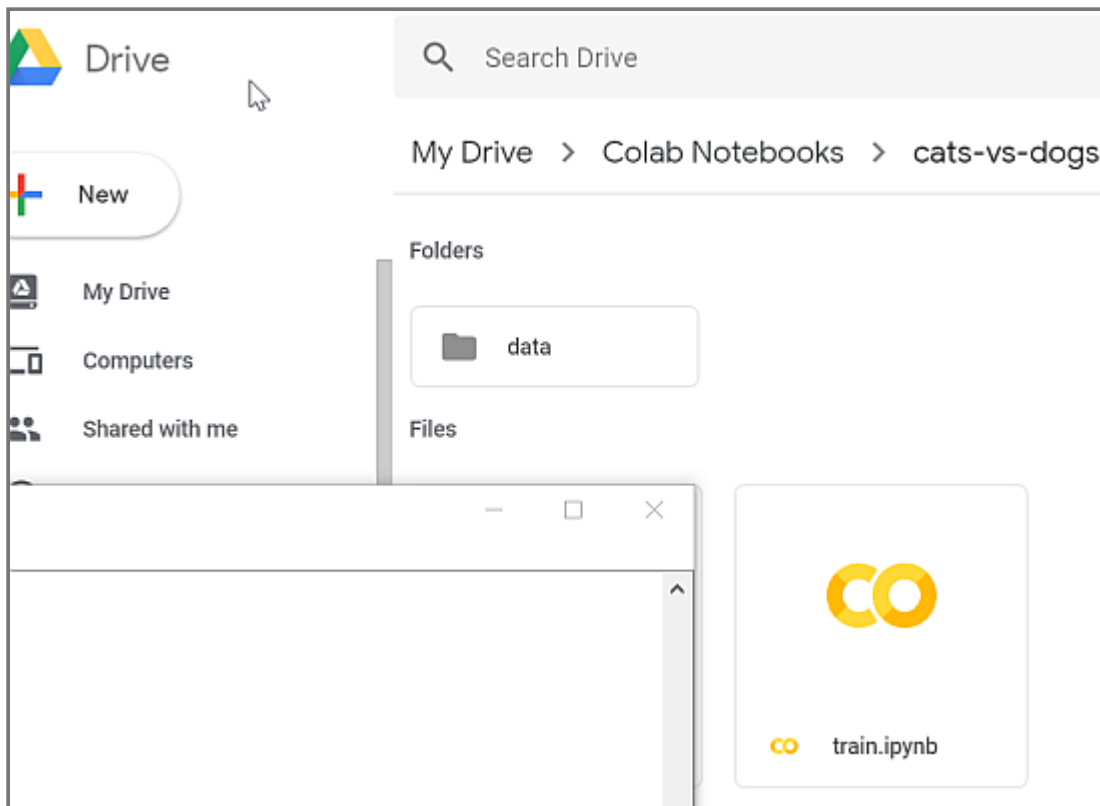 Drive
Search Drive
My Drive > Colab Notebooks > cats-vs-dogs
New
Folders
My Drive
data
Computers
Shared with me
Files
CO
CO train.ipynb